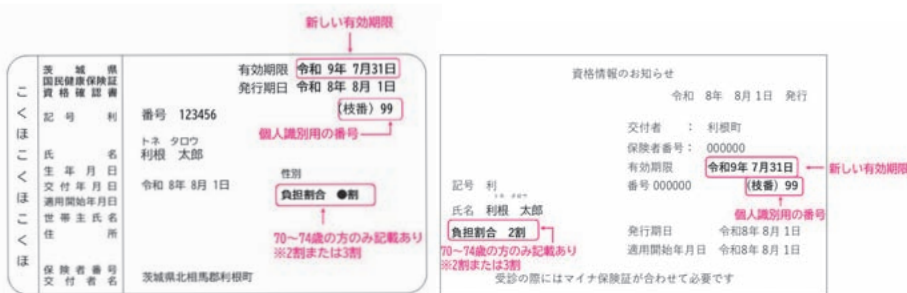 新しい有効期限
こくほこくほこくほ
茨城県
国民健康保険証
資格確認書
有効期限 令和 9年 7月31日
発行期日 令和 8年 8月 1日
記号 利 番号 123456 (枝番) 99
個人識別用の番号
トネ タロウ
氏名 利根 太郎
生年月日 性別
交付年月日 令和 8年 8月 1日
負担割合 ●割
適用開始年月日
世帯主氏名
住所
70~74歳の方のみ記載あり
※2割または3割
保険者番号
交付者名 茨城県北相馬郡利根町
資格情報のお知らせ
令和 8年 8月1日 発行
交付者 : 利根町
保険者番号: 000000
有効期限 令和9年 7月31日
新しい有効期限
記号 利 番号 000000 (枝番) 99
トネ タロウ
氏名 利根 太郎
個人識別用の番号
負担割合 2割
発行期日 令和8年 8月 1日
70~74歳の方のみ記載あり
※2割または3割
適用開始年月日 令和8年 8月 1日
受診の際にはマイナ保険証が合わせて必要です